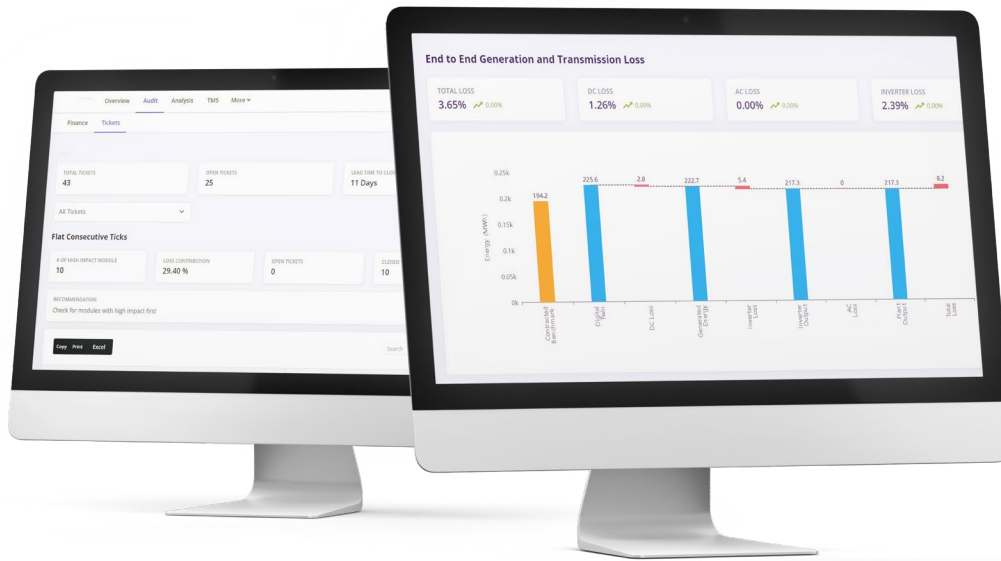 Overview Audit Analysis TMS More
Finance Tickets
TOTAL TICKETS
43
OPEN TICKETS
25
LEAD TIME TO CLOS
11 Days
All Tickets
Flat Consecutive Ticks
# OF HIGH IMPACT MODULE
10
LOSS CONTRIBUTION
29.40 %
OPEN TICKETS
0
CLOSED
10
RECOMMENDATION
Check for modules with high impact first
Copy Print Excel
Search
End to End Generation and Transmission Loss
TOTAL LOSS
3.65% 0.00%
DC LOSS
1.26% 0.00%
AC LOSS
0.00% 0.00%
INVERTER LOSS
2.39% 0.00%
Energy (MWh)
0.25k
0.2k
0.15k
0.1k
0.05k
0k
194.2
225.6
2.8
222.7
5.4
217.3
0
217.3
8.2
Contracted
Benchmark
Digital
Twin
DC Loss
Generated
Energy
Inverter
Loss
Inverter
Output
AC
Loss
Plant
Output
Total
Loss